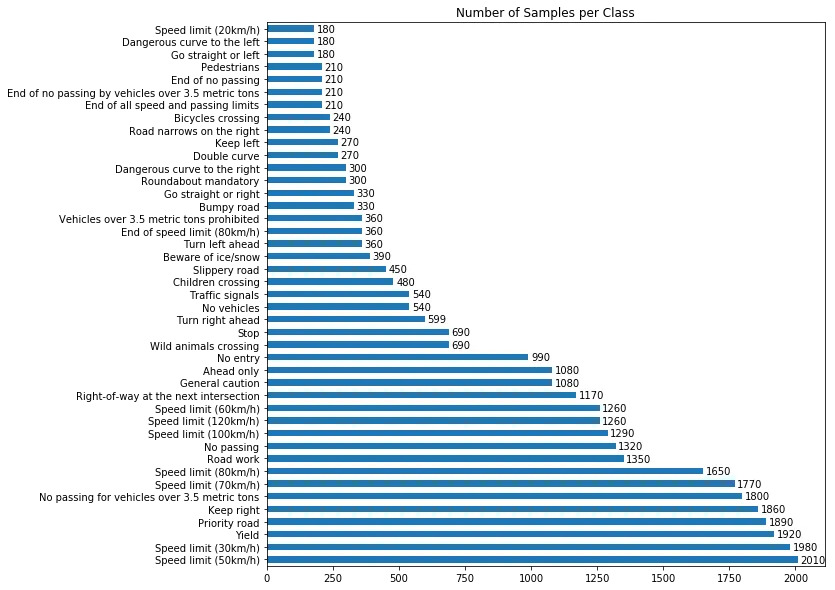 Number of Samples per Class
Speed limit (20km/h) 180
Dangerous curve to the left 180
Go straight or left 180
Pedestrians 210
End of no passing 210
End of no passing by vehicles over 3.5 metric tons 210
End of all speed and passing limits 210
Bicycles crossing 240
Road narrows on the right 240
Keep left 270
Double curve 270
Dangerous curve to the right 300
Roundabout mandatory 300
Go straight or right 330
Bumpy road 330
Vehicles over 3.5 metric tons prohibited 360
End of speed limit (80km/h) 360
Turn left ahead 360
Beware of ice/snow 390
Slippery road 450
Children crossing 480
Traffic signals 540
No vehicles 540
Turn right ahead 599
Stop 690
Wild animals crossing 690
No entry 990
Ahead only 1080
General caution 1080
Right-of-way at the next intersection 1170
Speed limit (60km/h) 1260
Speed limit (120km/h) 1260
Speed limit (100km/h) 1290
No passing 1320
Road work 1350
Speed limit (80km/h) 1650
Speed limit (70km/h) 1770
No passing for vehicles over 3.5 metric tons 1800
Keep right 1860
Priority road 1890
Yield 1920
Speed limit (30km/h) 1980
Speed limit (50km/h) 2010
0 250 500 750 1000 1250 1500 1750 2000